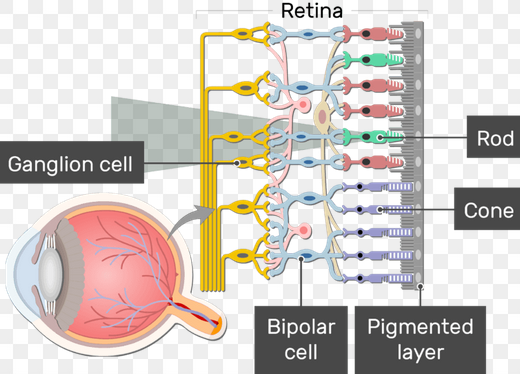 Retina
Rod
Ganglion cell
Cone
Bipolar
cell
Pigmented
layer